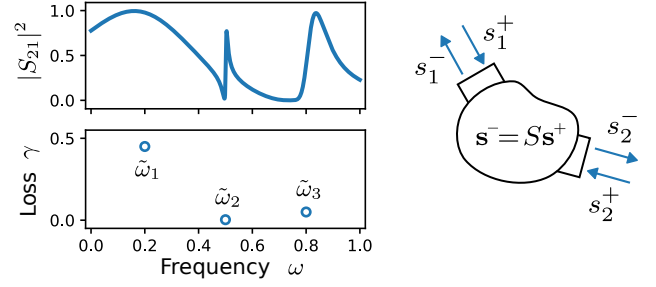 1.0
0.5
0.0
|S₂₁|²
0.5
0.0
Loss γ
ω̃₁
ω̃₂
ω̃₃
0.0 0.2 0.4 0.6 0.8 1.0
Frequency ω
s₁⁻
s₁⁺
s⁻=Ss⁺
s₂⁻
s₂⁺